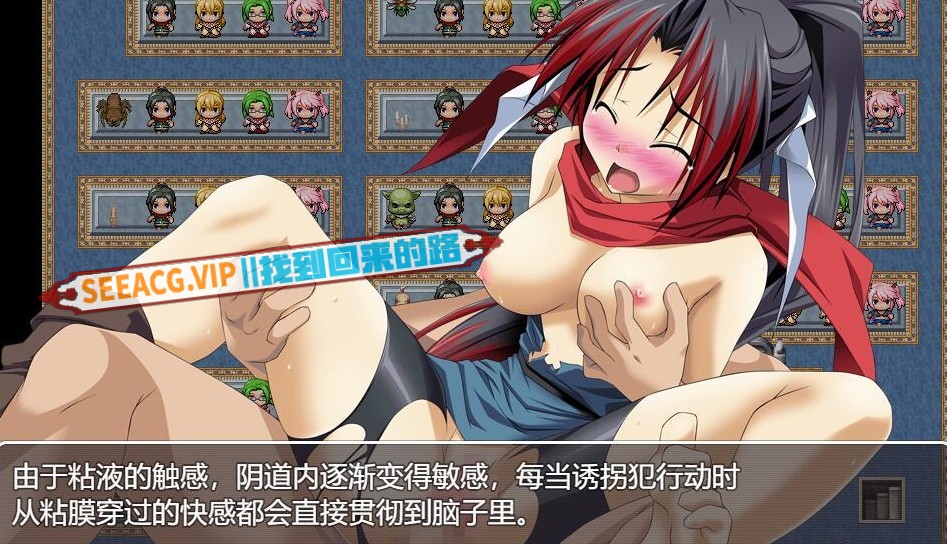 SEEACG.VIP||找到回来的路
由于粘液的触感，阴道内逐渐变得敏感，每当诱拐犯行动时
从粘膜穿过的快感都会直接贯彻到脑子里。